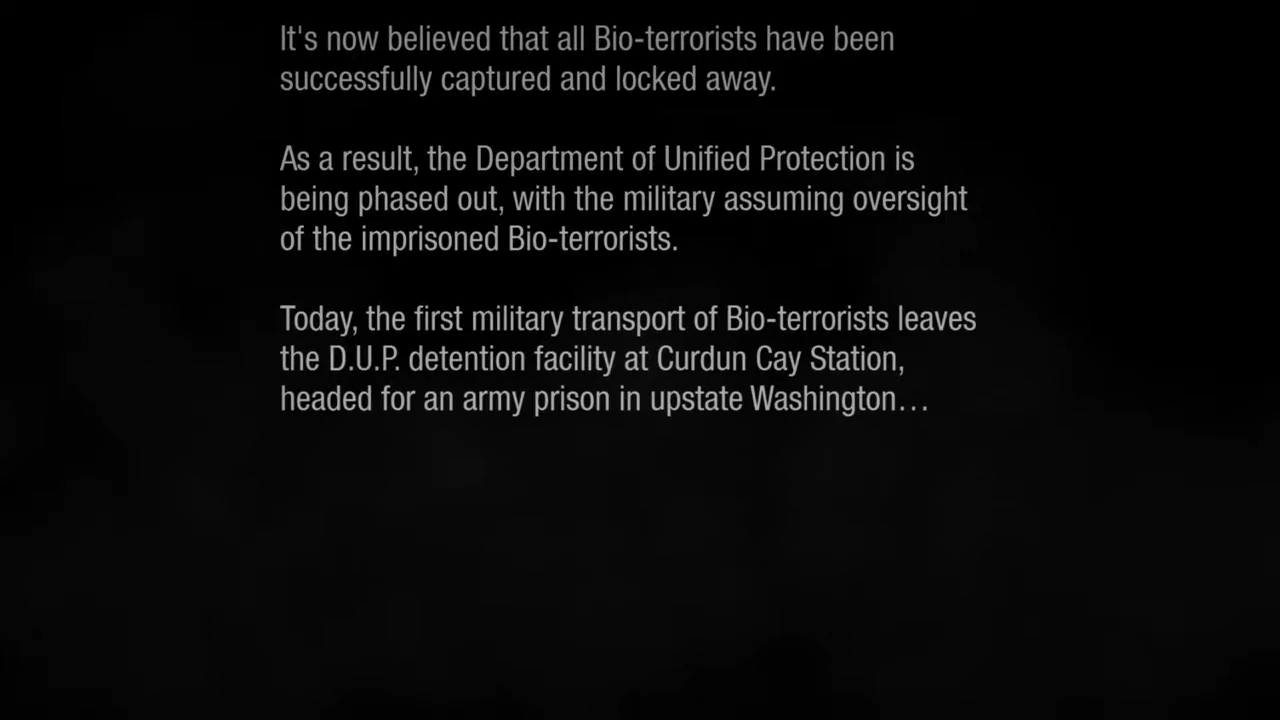 It's now believed that all Bio-terrorists have been
successfully captured and locked away.
As a result, the Department of Unified Protection is
being phased out, with the military assuming oversight
of the imprisoned Bio-terrorists.
Today, the first military transport of Bio-terrorists leaves
the D.U.P. detention facility at Curdun Cay Station,
headed for an army prison in upstate Washington…